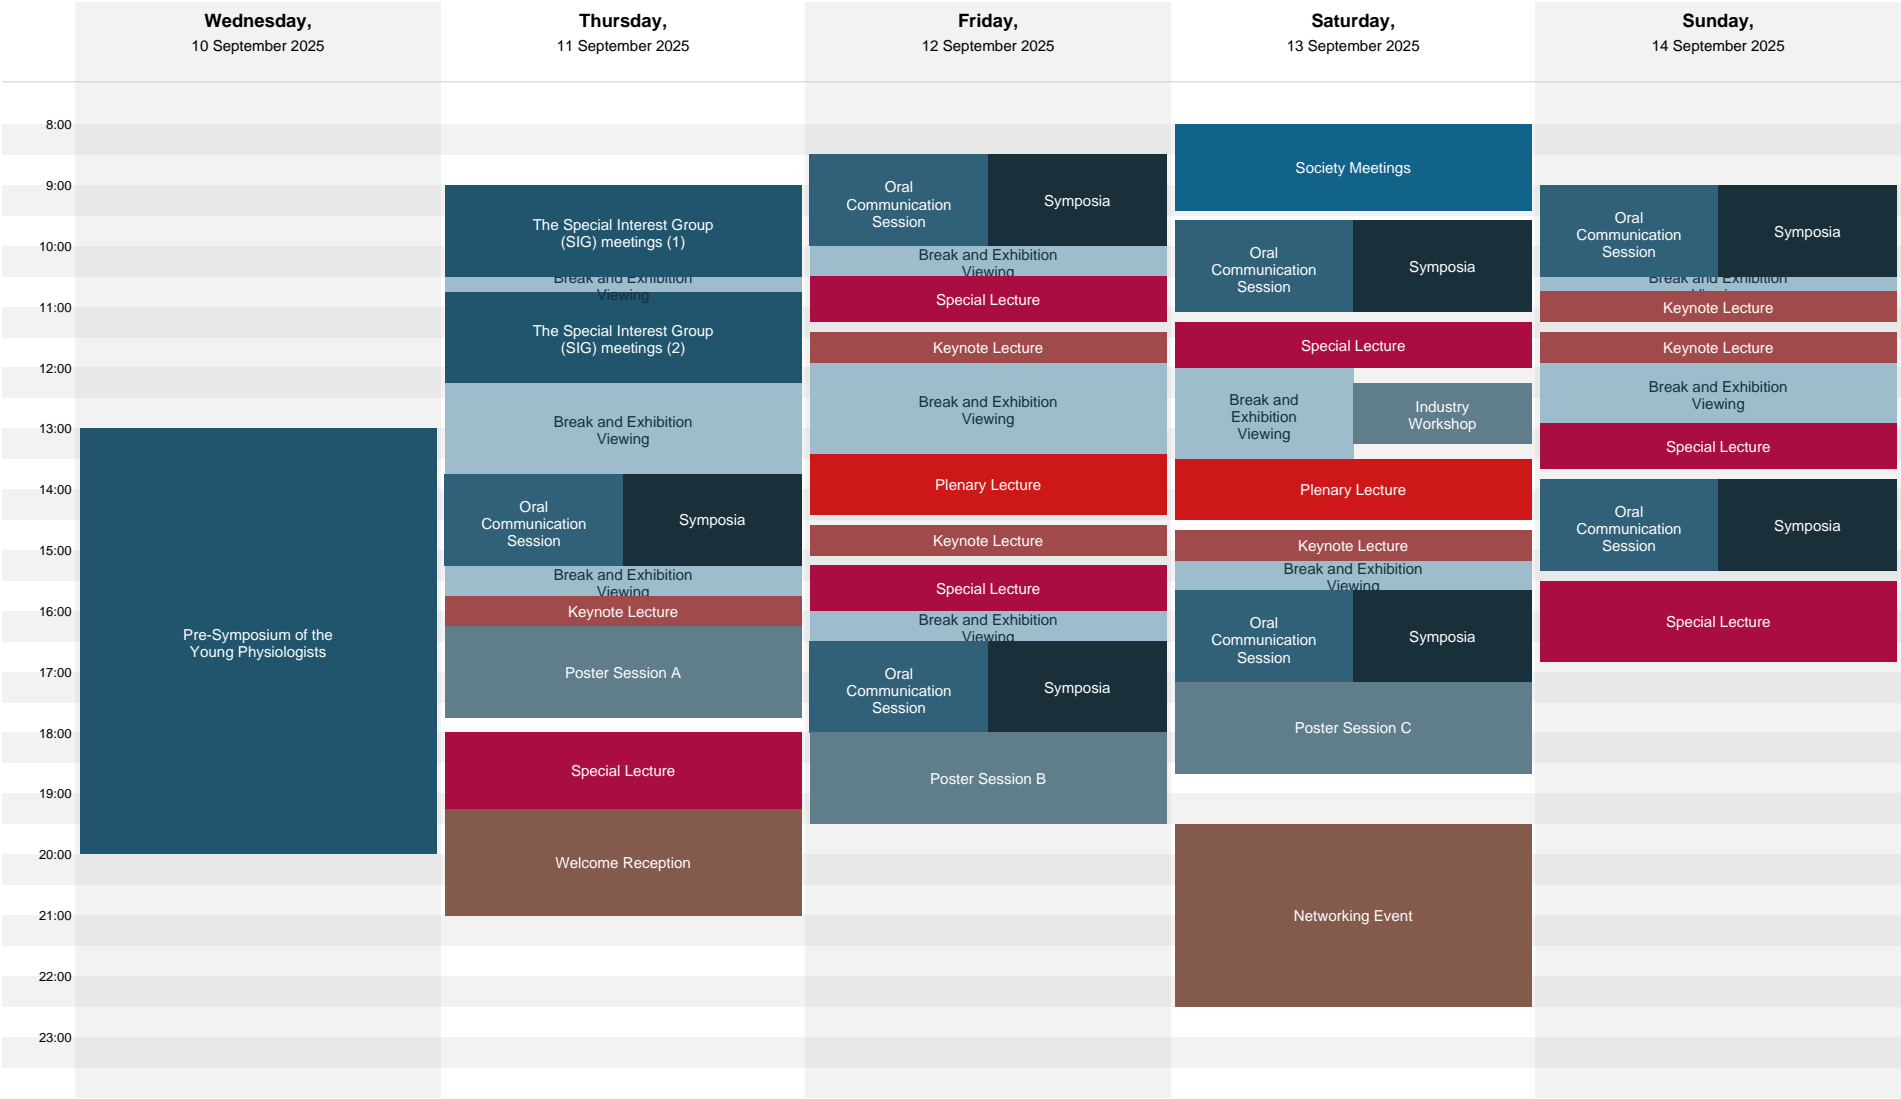 Wednesday,
10 September 2025
Thursday,
11 September 2025
Friday,
12 September 2025
Saturday,
13 September 2025
Sunday,
14 September 2025
8:00
9:00
10:00
11:00
12:00
13:00
14:00
15:00
16:00
17:00
18:00
19:00
20:00
21:00
22:00
23:00
Pre-Symposium of the
Young Physiologists
The Special Interest Group
(SIG) meetings (1)
Break and Exhibition
Viewing
The Special Interest Group
(SIG) meetings (2)
Break and Exhibition
Viewing
Oral
Communication
Session
Symposia
Break and Exhibition
Viewing
Keynote Lecture
Poster Session A
Special Lecture
Welcome Reception
Oral
Communication
Session
Symposia
Break and Exhibition
Viewing
Special Lecture
Keynote Lecture
Break and Exhibition
Viewing
Plenary Lecture
Keynote Lecture
Special Lecture
Break and Exhibition
Viewing
Oral
Communication
Session
Symposia
Poster Session B
Society Meetings
Oral
Communication
Session
Symposia
Special Lecture
Break and
Exhibition
Viewing
Industry
Workshop
Plenary Lecture
Keynote Lecture
Break and Exhibition
Viewing
Oral
Communication
Session
Symposia
Poster Session C
Networking Event
Oral
Communication
Session
Symposia
Break and Exhibition
Keynote Lecture
Keynote Lecture
Break and Exhibition
Viewing
Special Lecture
Oral
Communication
Session
Symposia
Special Lecture